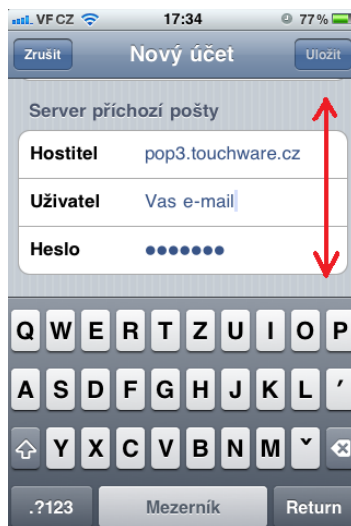 VF CZ 17:34 77%
Zrušit Nový účet Uložit
Server příchozí pošty
Hostitel pop3.touchware.cz
Uživatel Vas e-mail
Heslo ●●●●●●●
Q W E R T Z U I O P
A S D F G H J K L ′
Y X C V B N M ˇ
.?123 Mezerník Return